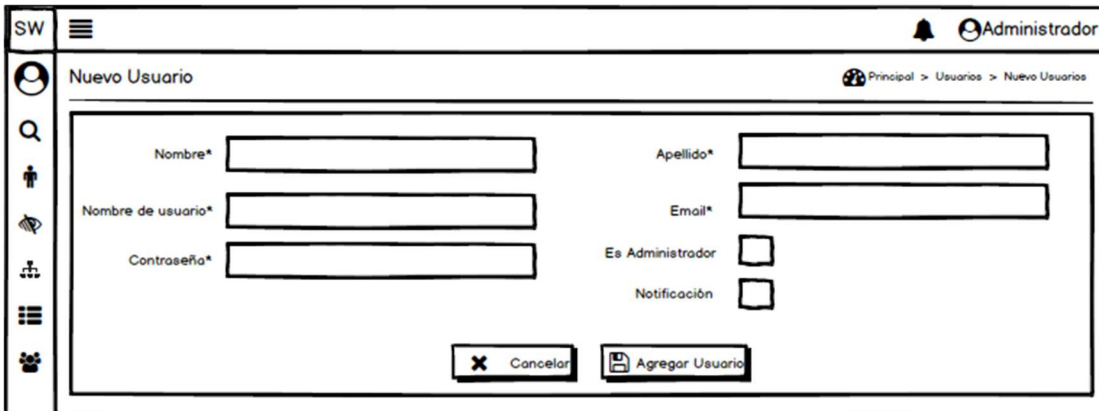 SW
Administrador
Nuevo Usuario
Principal > Usuarios > Nuevo Usuarios
Nombre*
Apellido*
Nombre de usuario*
Email*
Contraseña*
Es Administrador
Notificación
Cancelar
Agregar Usuario